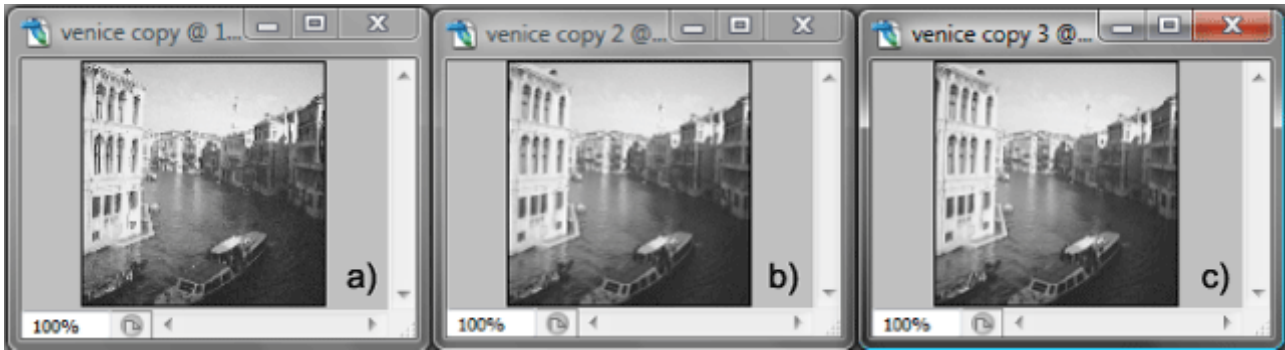 venice copy @ 1...
venice copy 2 @...
venice copy 3 @...
a)
b)
c)
100%
100%
100%